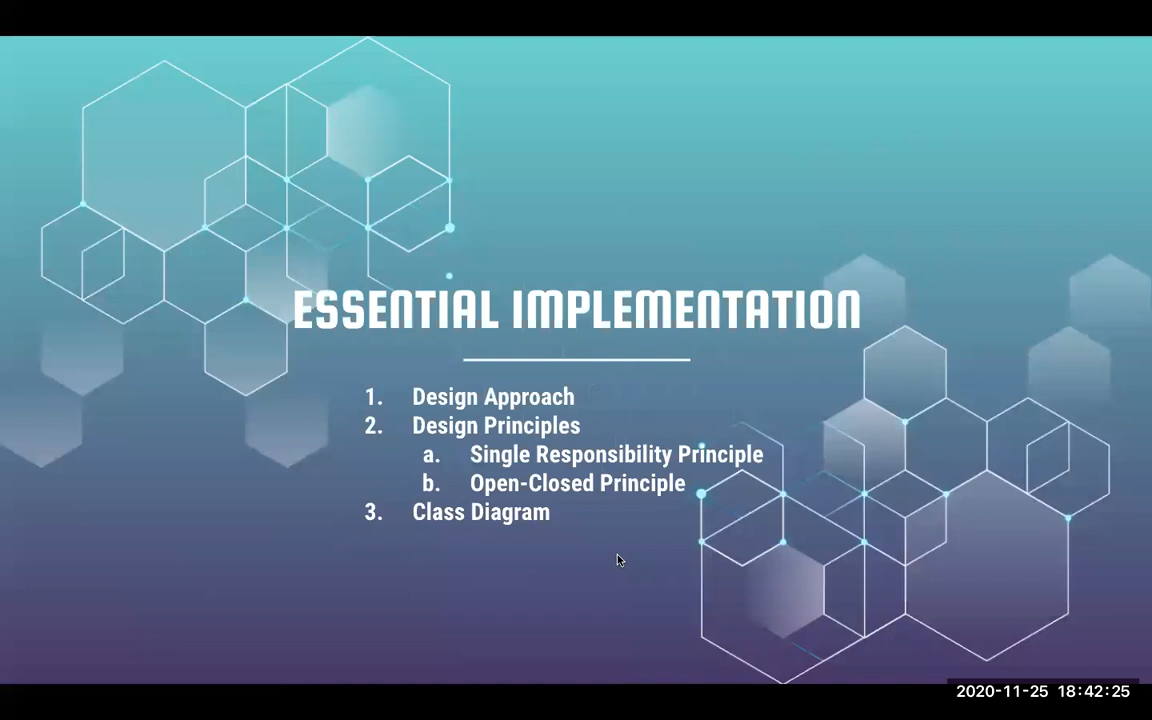 ESSENTIAL IMPLEMENTATION
1. Design Approach
2. Design Principles
a. Single Responsibility Principle
b. Open-Closed Principle
3. Class Diagram
2020-11-25 18:42:25